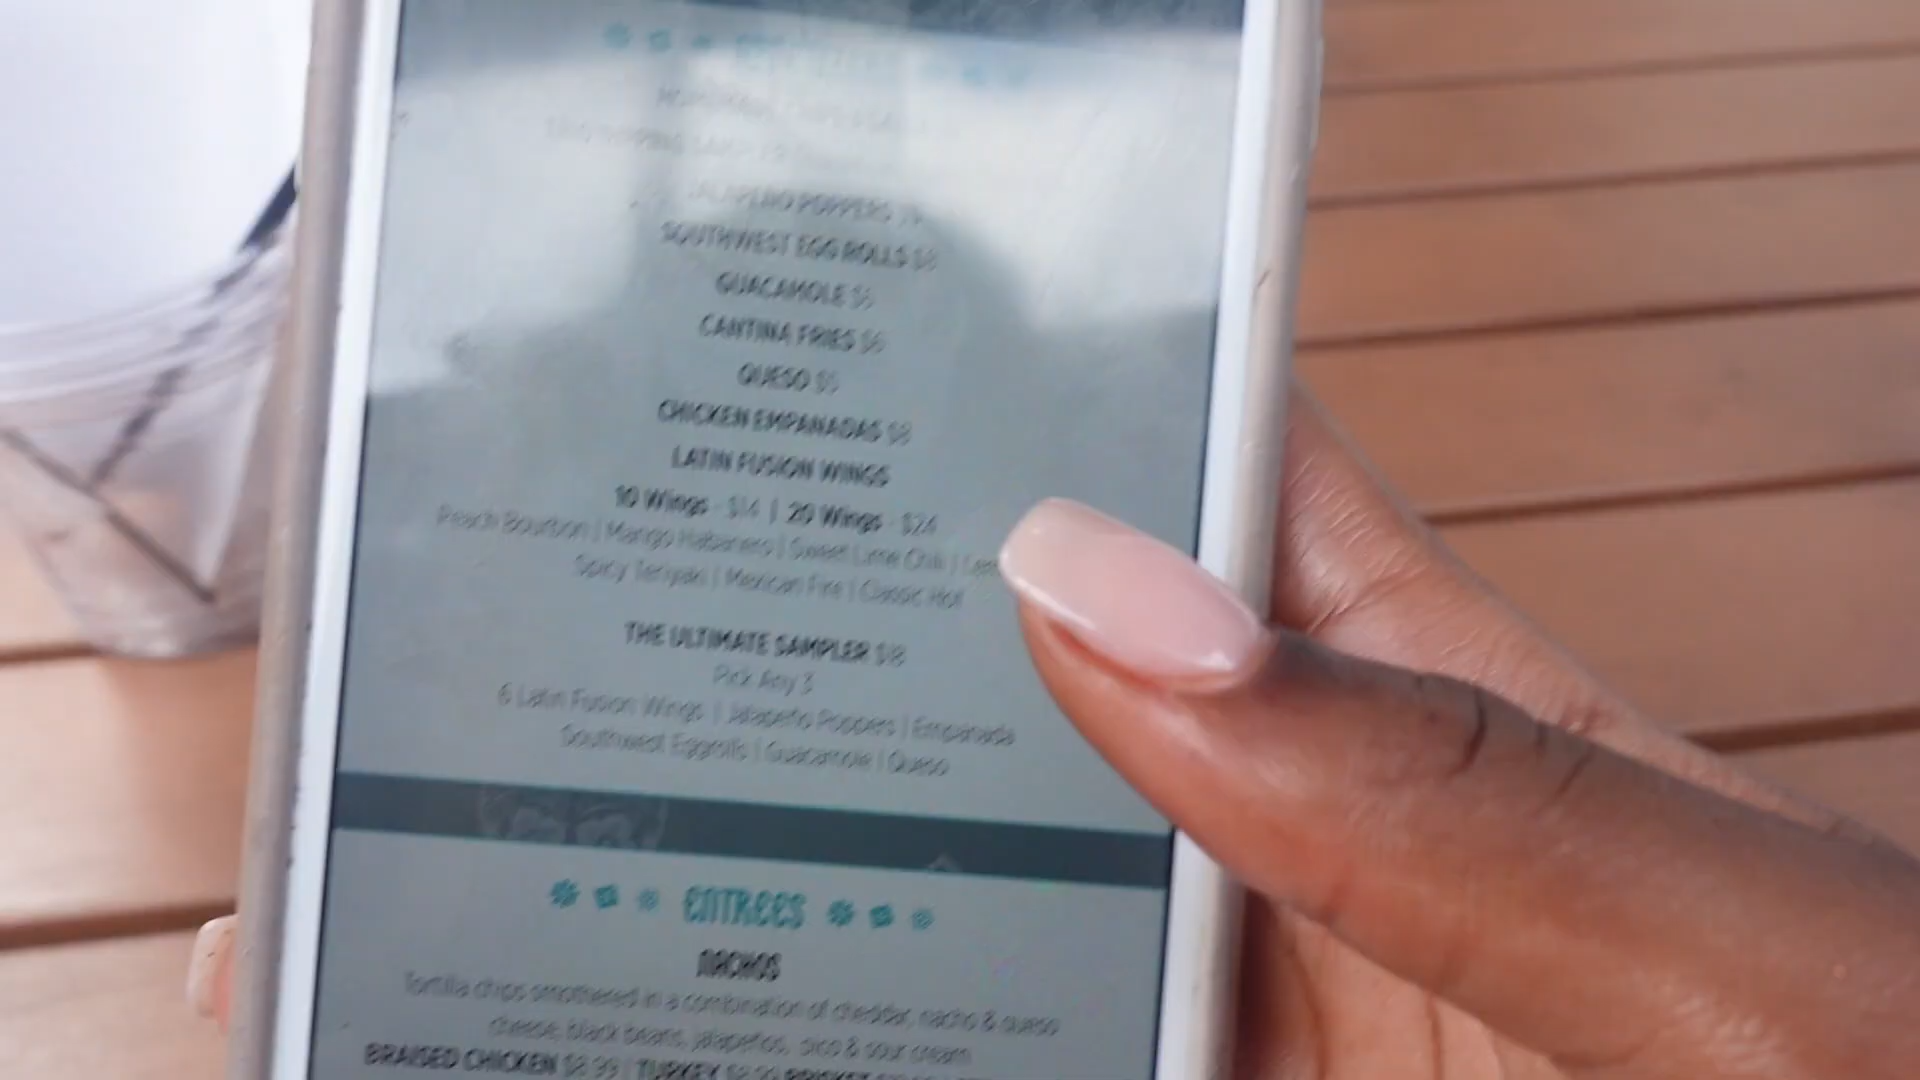 JALAPENO POPPERS
SOUTHWEST EGG ROLLS $8
GUACAMOLE
CANTINA FRIES $6
QUESO $5
CHICKEN EMPANADAS $8
LATIN FUSION WINGS
10 Wings - $14 | 20 Wings - $24
Peach Bourbon | Mango Habanero | Sweet Lime Chili |
Spicy Teriyaki | Mexican Fire | Classic Hot
THE ULTIMATE SAMPLER $18
Pick Any 3
6 Latin Fusion Wings | Jalapeño Poppers | Empanada
Southwest Eggrolls | Guacamole | Queso
ENTREES
NACHOS
Tortilla chips smothered in a combination of cheddar, nacho & queso
cheese, black beans, jalapeños, pico & sour cream
BRAISED CHICKEN $8.99 | TURKEY